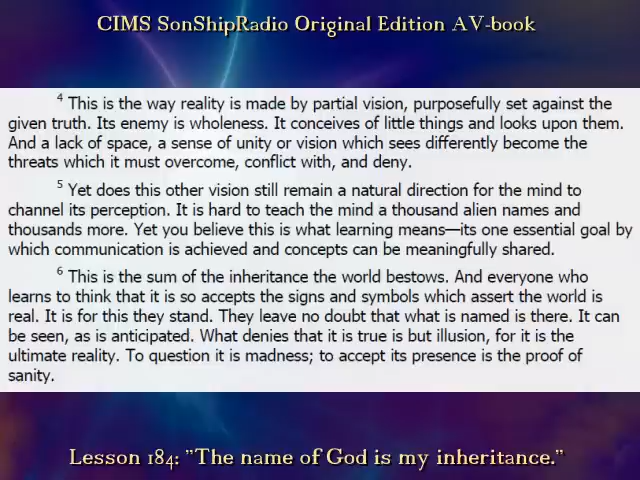 CIMS SonShipRadio Original Edition AV-book
4 This is the way reality is made by partial vision, purposefully set against the
given truth. Its enemy is wholeness. It conceives of little things and looks upon them.
And a lack of space, a sense of unity or vision which sees differently become the
threats which it must overcome, conflict with, and deny.
5 Yet does this other vision still remain a natural direction for the mind to
channel its perception. It is hard to teach the mind a thousand alien names and
thousands more. Yet you believe this is what learning means—its one essential goal by
which communication is achieved and concepts can be meaningfully shared.
6 This is the sum of the inheritance the world bestows. And everyone who
learns to think that it is so accepts the signs and symbols which assert the world is
real. It is for this they stand. They leave no doubt that what is named is there. It can
be seen, as is anticipated. What denies that it is true is but illusion, for it is the
ultimate reality. To question it is madness; to accept its presence is the proof of
sanity.
Lesson 184: "The name of God is my inheritance."